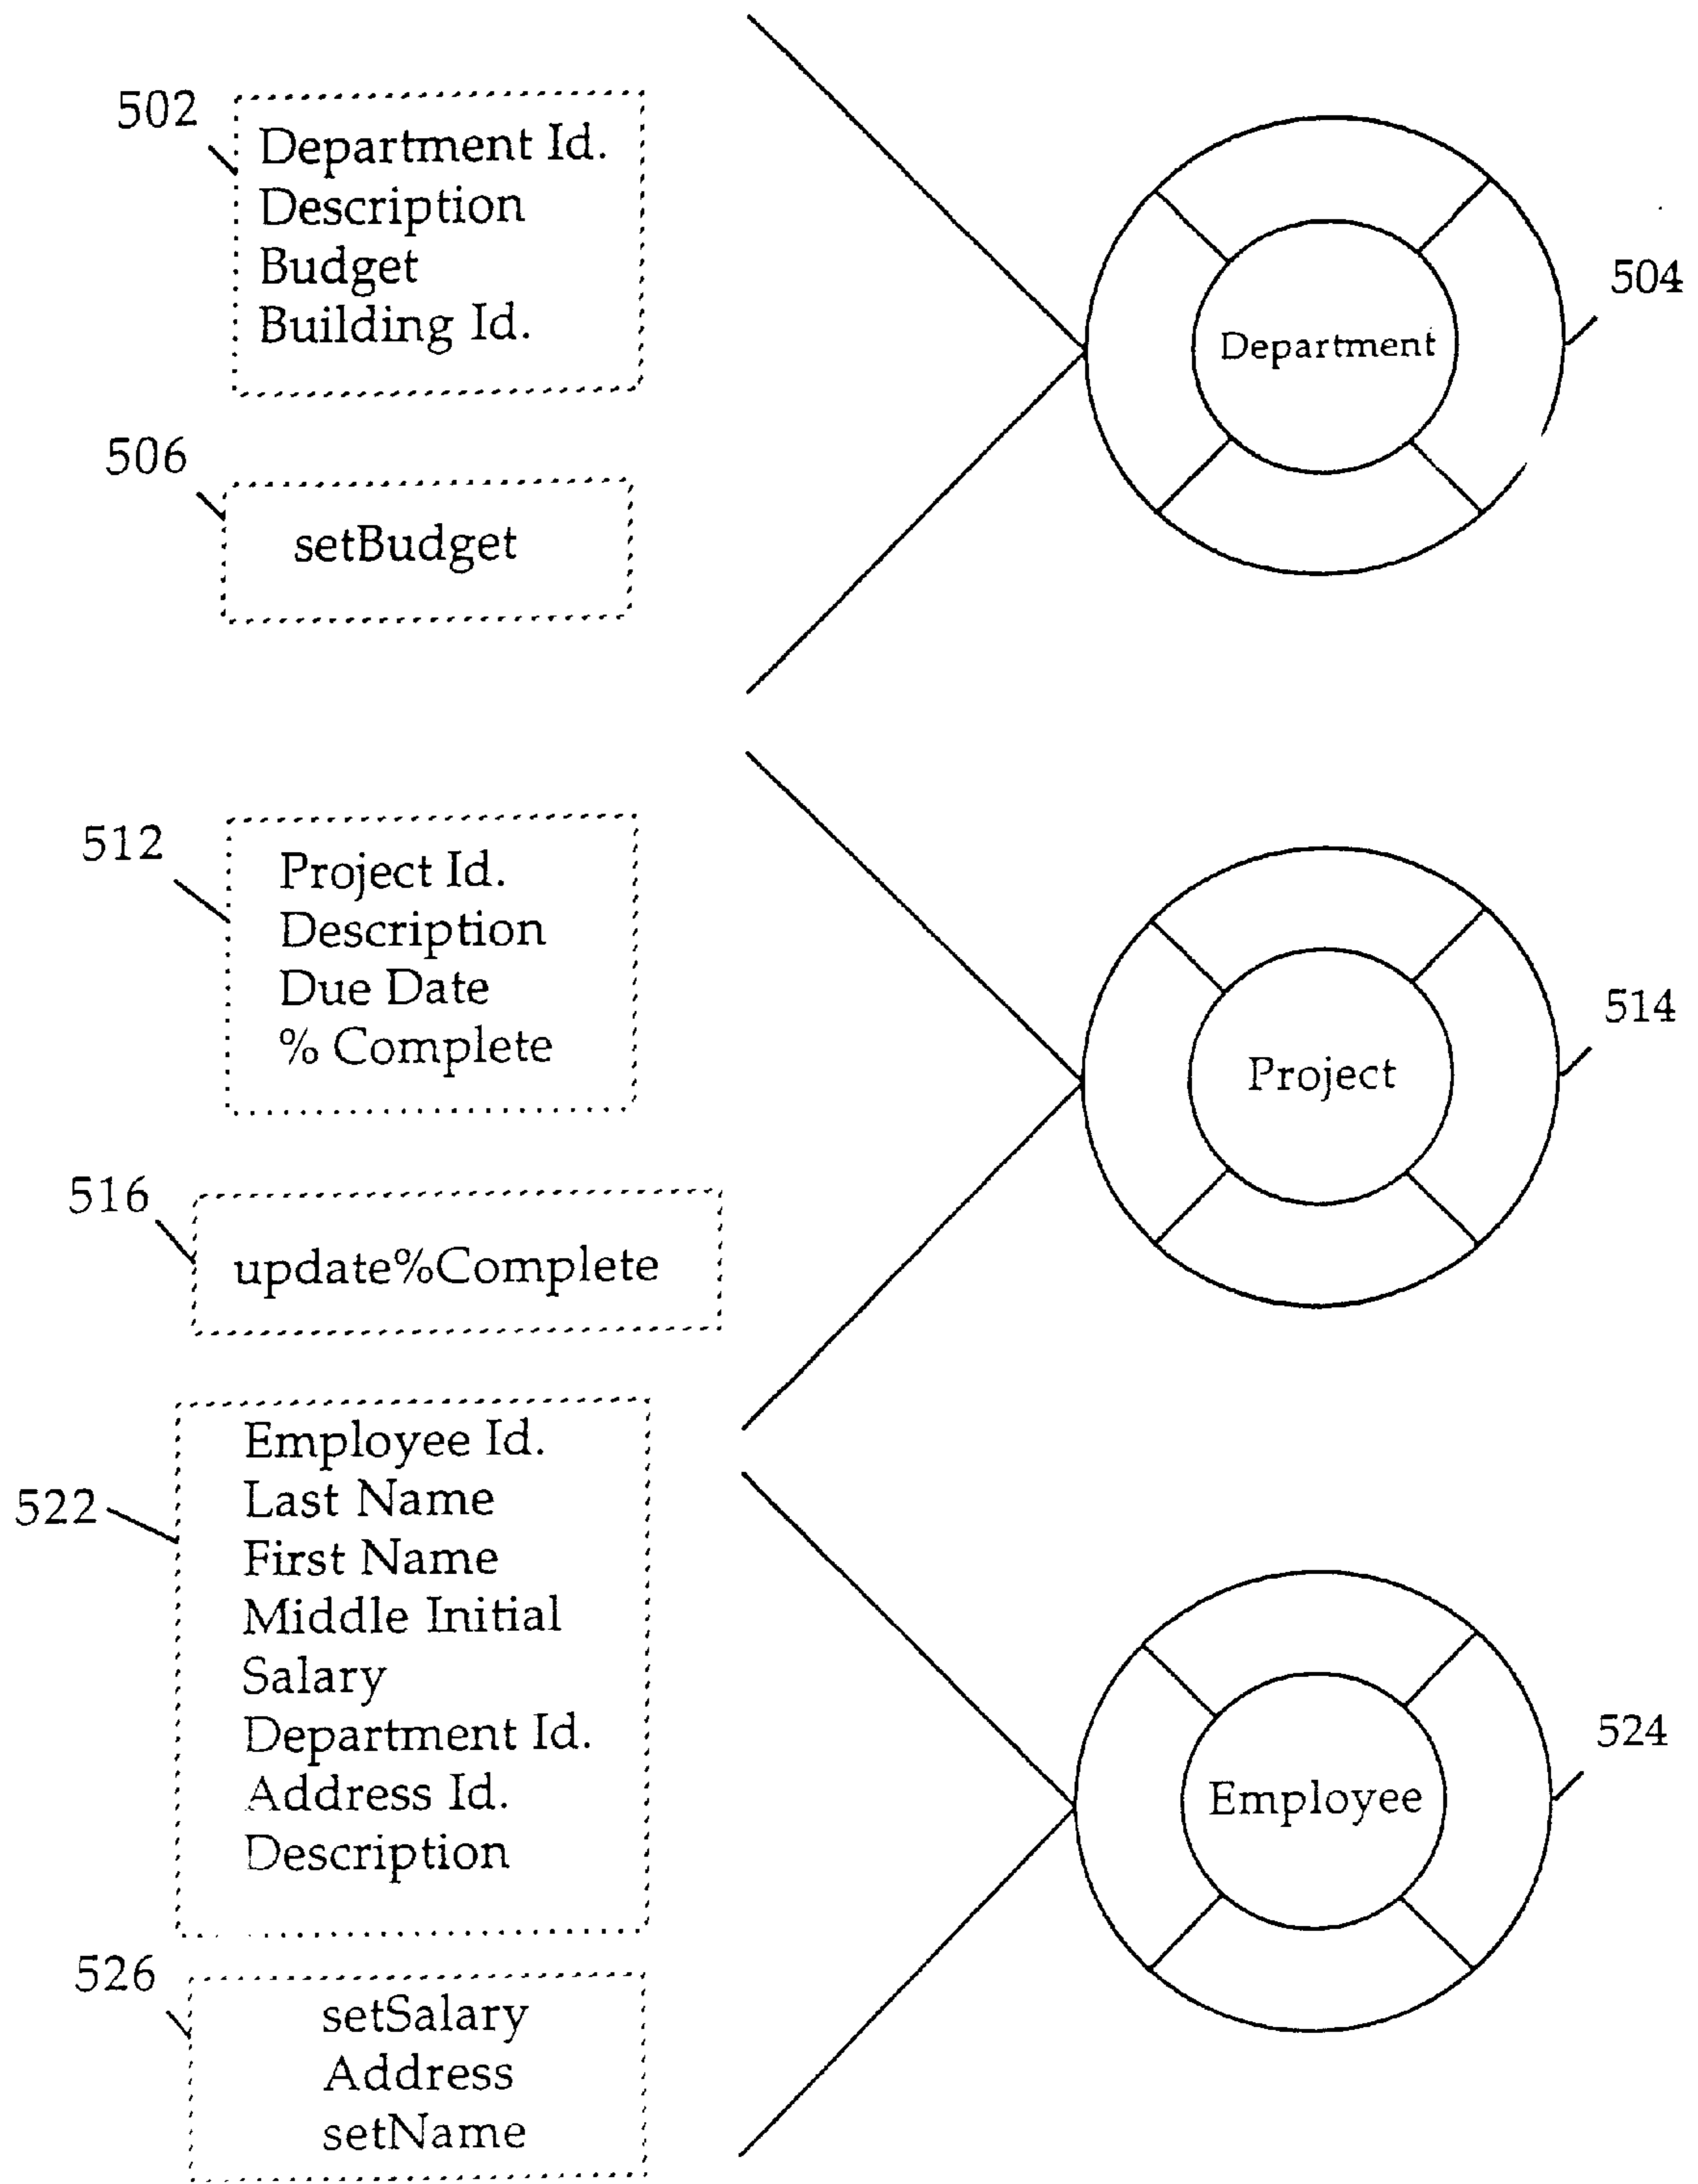 502
Department Id.
Description
Budget
Building Id.
504
Department
506
setBudget
512
Project Id.
Description
Due Date
% Complete
514
Project
516
update%Complete
522
Employee Id.
Last Name
First Name
Middle Initial
Salary
Department Id.
Address Id.
Description
524
Employee
526
setSalary
Address
setName